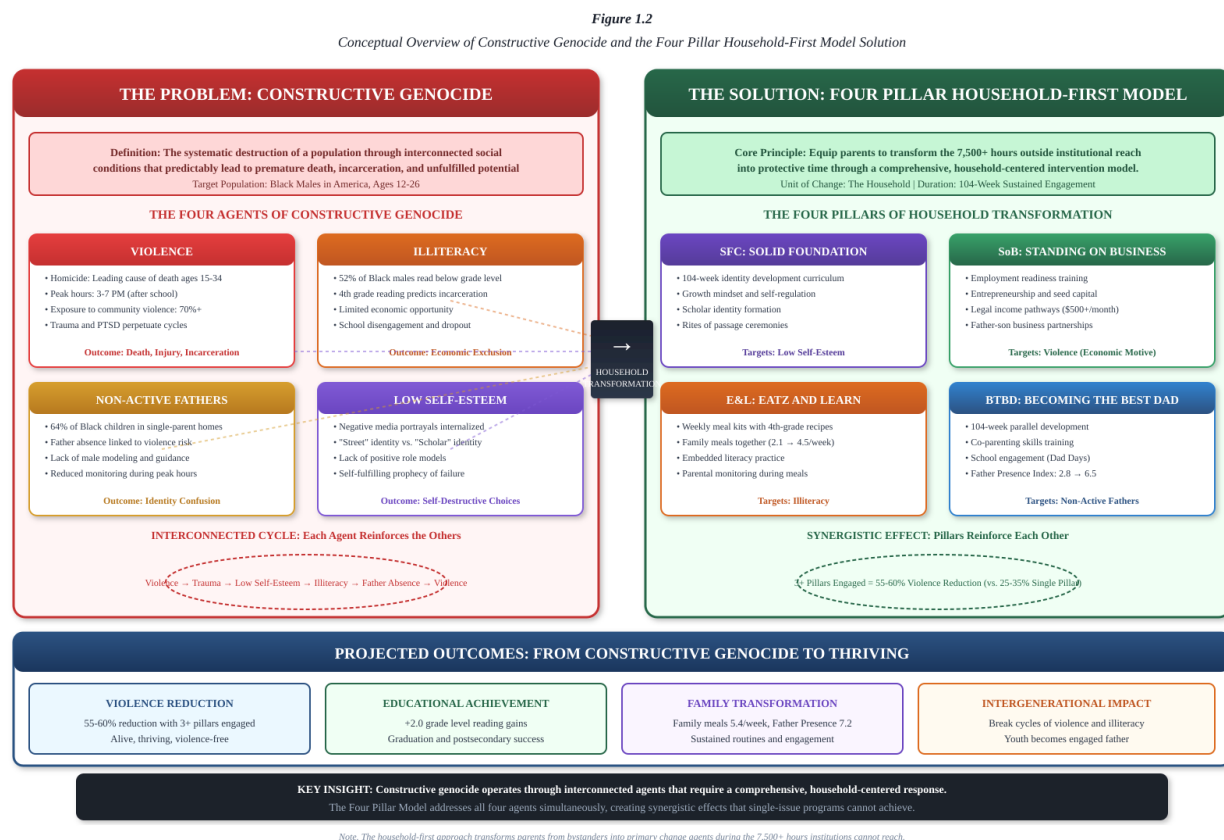 Figure 1.2
Conceptual Overview of Constructive Genocide and the Four Pillar Household-First Model Solution
THE PROBLEM: CONSTRUCTIVE GENOCIDE
Definition: The systematic destruction of a population through interconnected social
conditions that predictably lead to premature death, incarceration, and unfulfilled potential
Target Population: Black Males in America, Ages 12-26
THE FOUR AGENTS OF CONSTRUCTIVE GENOCIDE
VIOLENCE
• Homicide: Leading cause of death ages 15-34
• Peak hours: 3-7 PM (after school)
• Exposure to community violence: 70%+
• Trauma and PTSD perpetuate cycles
Outcome: Death, Injury, Incarceration
ILLITERACY
• 52% of Black males read below grade level
• 4th grade reading predicts incarceration
• Limited economic opportunity
• School disengagement and dropout
Outcome: Economic Exclusion
NON-ACTIVE FATHERS
• 64% of Black children in single-parent homes
• Father absence linked to violence risk
• Lack of male modeling and guidance
• Reduced monitoring during peak hours
Outcome: Identity Confusion
LOW SELF-ESTEEM
• Negative media portrayals internalized
• "Street" identity vs. "Scholar" identity
• Lack of positive role models
• Self-fulfilling prophecy of failure
Outcome: Self-Destructive Choices
INTERCONNECTED CYCLE: Each Agent Reinforces the Others
Violence → Trauma → Low Self-Esteem → Illiteracy → Father Absence → Violence
→
HOUSEHOLD
RANSFORMATIO
THE SOLUTION: FOUR PILLAR HOUSEHOLD-FIRST MODEL
Core Principle: Equip parents to transform the 7,500+ hours outside institutional reach
into protective time through a comprehensive, household-centered intervention model.
Unit of Change: The Household | Duration: 104-Week Sustained Engagement
THE FOUR PILLARS OF HOUSEHOLD TRANSFORMATION
SFC: SOLID FOUNDATION
• 104-week identity development curriculum
• Growth mindset and self-regulation
• Scholar identity formation
• Rites of passage ceremonies
Targets: Low Self-Esteem
SoB: STANDING ON BUSINESS
• Employment readiness training
• Entrepreneurship and seed capital
• Legal income pathways ($500+/month)
• Father-son business partnerships
Targets: Violence (Economic Motive)
E&L: EATZ AND LEARN
• Weekly meal kits with 4th-grade recipes
• Family meals together (2.1 → 4.5/week)
• Embedded literacy practice
• Parental monitoring during meals
Targets: Illiteracy
BTBD: BECOMING THE BEST DAD
• 104-week parallel development
• Co-parenting skills training
• School engagement (Dad Days)
• Father Presence Index: 2.8 → 6.5
Targets: Non-Active Fathers
SYNERGISTIC EFFECT: Pillars Reinforce Each Other
3+ Pillars Engaged = 55-60% Violence Reduction (vs. 25-35% Single Pillar)
PROJECTED OUTCOMES: FROM CONSTRUCTIVE GENOCIDE TO THRIVING
VIOLENCE REDUCTION
55-60% reduction with 3+ pillars engaged
Alive, thriving, violence-free
EDUCATIONAL ACHIEVEMENT
+2.0 grade level reading gains
Graduation and postsecondary success
FAMILY TRANSFORMATION
Family meals 5.4/week, Father Presence 7.2
Sustained routines and engagement
INTERGENERATIONAL IMPACT
Break cycles of violence and illiteracy
Youth becomes engaged father
KEY INSIGHT: Constructive genocide operates through interconnected agents that require a comprehensive, household-centered response.
The Four Pillar Model addresses all four agents simultaneously, creating synergistic effects that single-issue programs cannot achieve.
Note. The household-first approach transforms parents from bystanders into primary change agents during the 7,500+ hours institutions cannot reach.